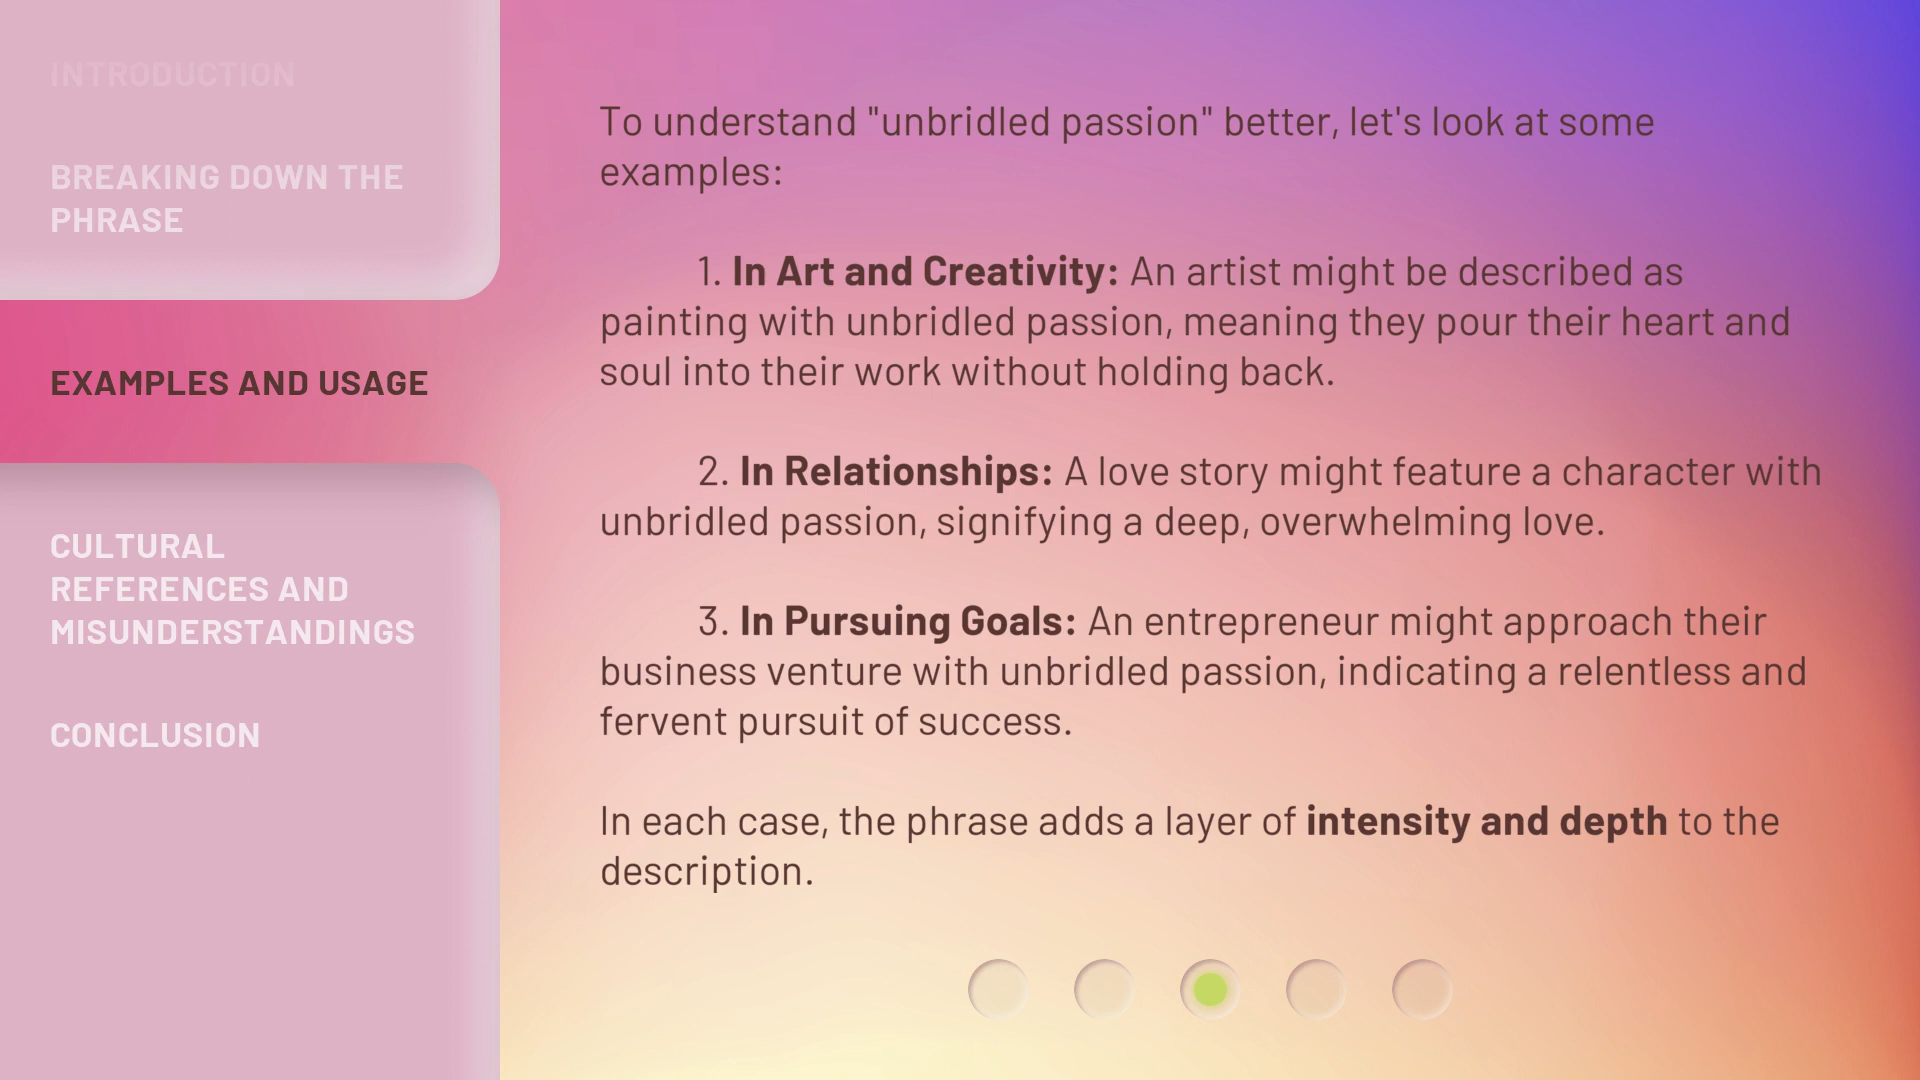 INTRODUCTION
BREAKING DOWN THE
PHRASE
EXAMPLES AND USAGE
CULTURAL
REFERENCES AND
MISUNDERSTANDINGS
CONCLUSION
To understand "unbridled passion" better, let's look at some
examples:
1. In Art and Creativity: An artist might be described as
painting with unbridled passion, meaning they pour their heart and
soul into their work without holding back.
2. In Relationships: A love story might feature a character with
unbridled passion, signifying a deep, overwhelming love.
3. In Pursuing Goals: An entrepreneur might approach their
business venture with unbridled passion, indicating a relentless and
fervent pursuit of success.
In each case, the phrase adds a layer of intensity and depth to the
description.